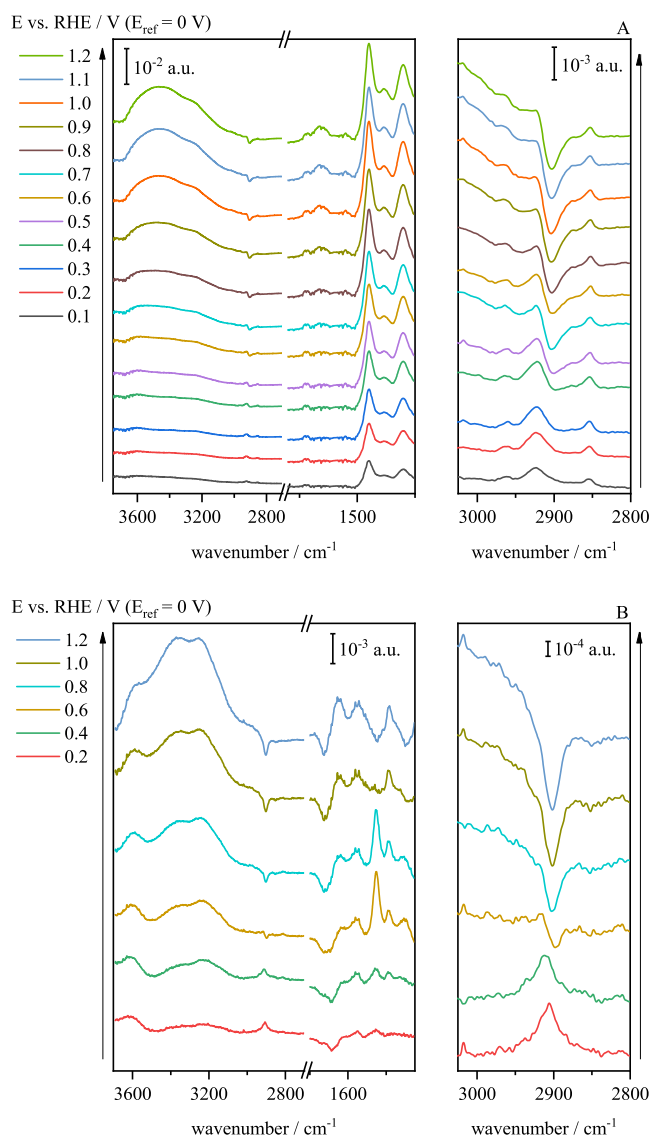 E vs. RHE / V (E_ref = 0 V)
A
1.2
1.1
1.0
0.9
0.8
0.7
0.6
0.5
0.4
0.3
0.2
0.1
10⁻² a.u.
10⁻³ a.u.
3600 3200 2800 1500
3000 2900 2800
wavenumber / cm⁻¹
wavenumber / cm⁻¹
E vs. RHE / V (E_ref = 0 V)
B
1.2
1.0
0.8
0.6
0.4
0.2
10⁻³ a.u.
10⁻⁴ a.u.
3600 3200 2800 1600
3000 2900 2800
wavenumber / cm⁻¹
wavenumber / cm⁻¹